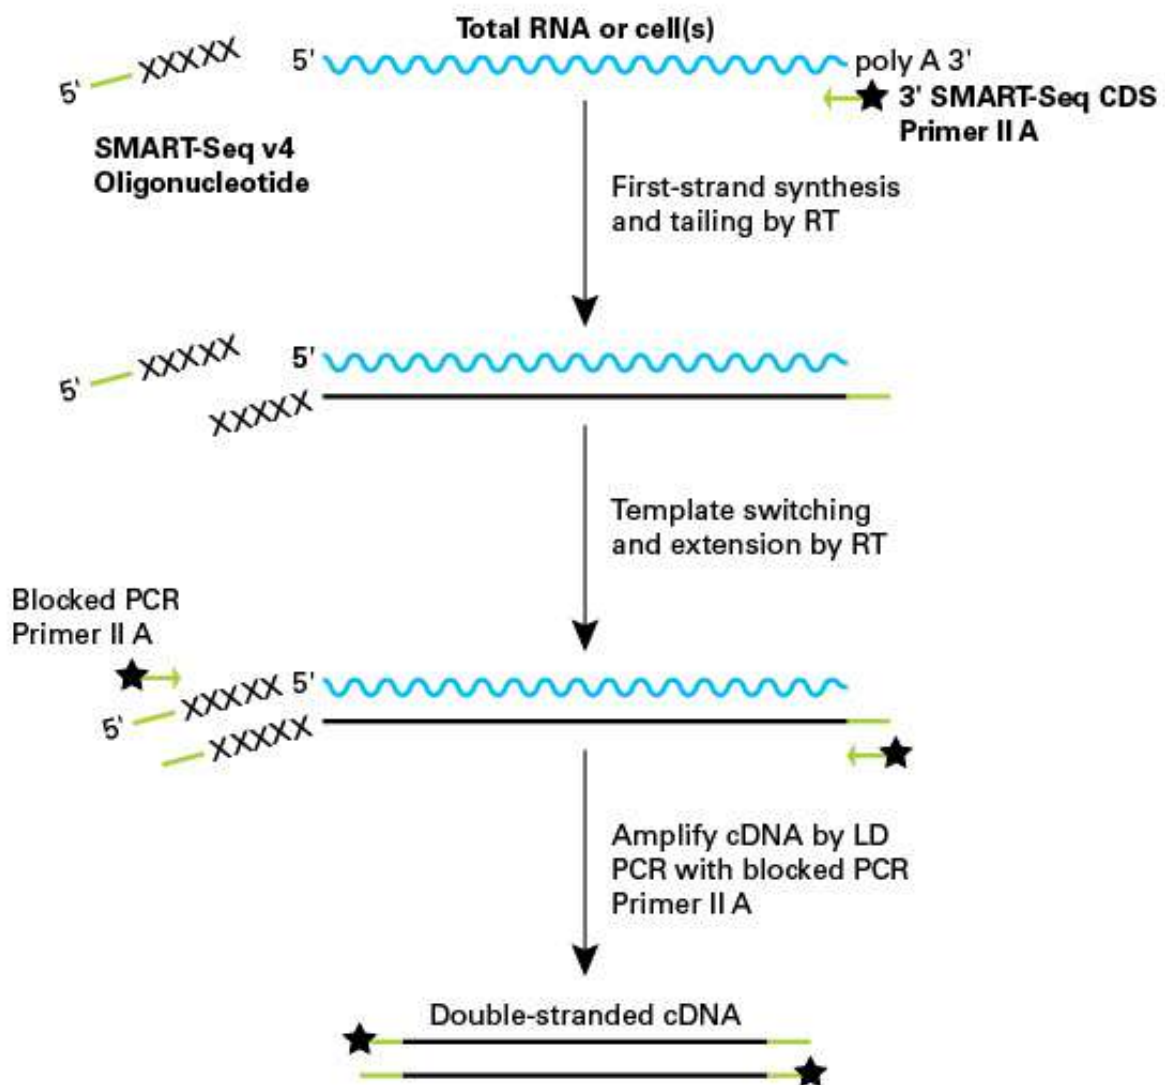 Total RNA or cell(s)
5' XXXXX
5'
poly A 3'
3' SMART-Seq CDS
Primer II A
SMART-Seq v4
Oligonucleotide
First-strand synthesis
and tailing by RT
5' XXXXX
5'
XXXXX
Template switching
and extension by RT
Blocked PCR
Primer II A
5' XXXXX
5'
XXXXX
Amplify cDNA by LD
PCR with blocked PCR
Primer II A
Double-stranded cDNA